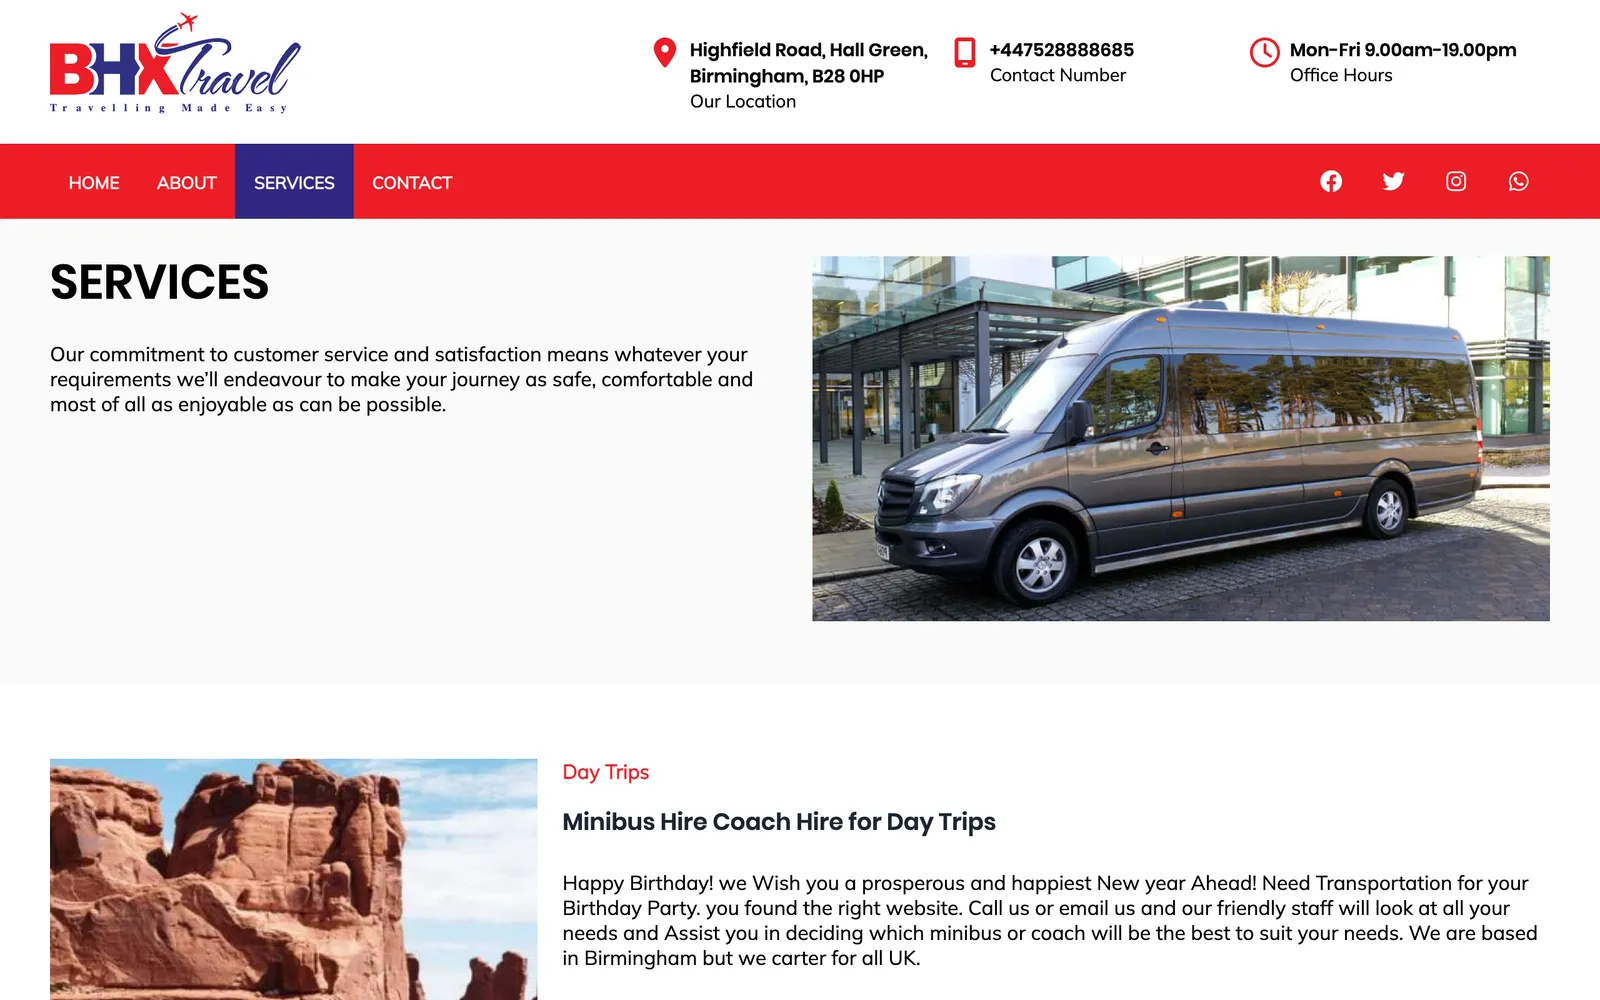 BHX Travel
Travelling Made Easy
Highfield Road, Hall Green,
Birmingham, B28 0HP
Our Location
+447528888685
Contact Number
Mon-Fri 9.00am-19.00pm
Office Hours
HOME
ABOUT
SERVICES
CONTACT
SERVICES
Our commitment to customer service and satisfaction means whatever your
requirements we'll endeavour to make your journey as safe, comfortable and
most of all as enjoyable as can be possible.
Day Trips
Minibus Hire Coach Hire for Day Trips
Happy Birthday! we Wish you a prosperous and happiest New year Ahead! Need Transportation for your
Birthday Party. you found the right website. Call us or email us and our friendly staff will look at all your
needs and Assist you in deciding which minibus or coach will be the best to suit your needs. We are based
in Birmingham but we carter for all UK.